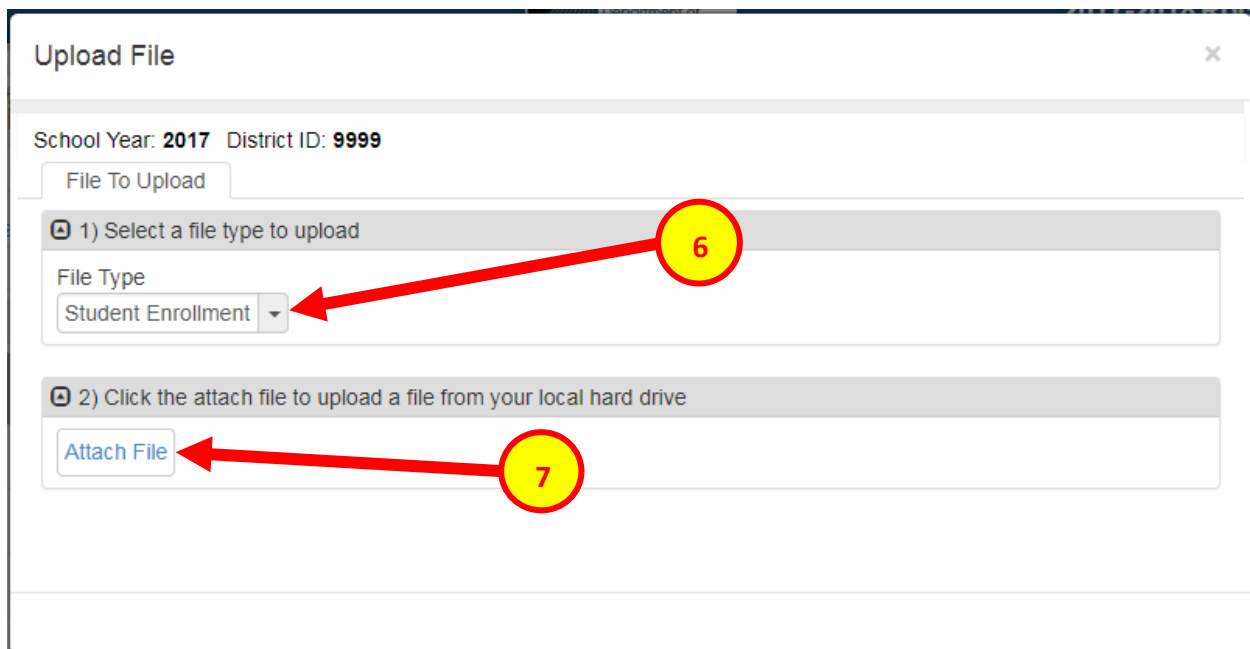 Department of
Upload File
×
School Year: 2017 District ID: 9999
File To Upload
1) Select a file type to upload
6
File Type
Student Enrollment
2) Click the attach file to upload a file from your local hard drive
Attach File
7